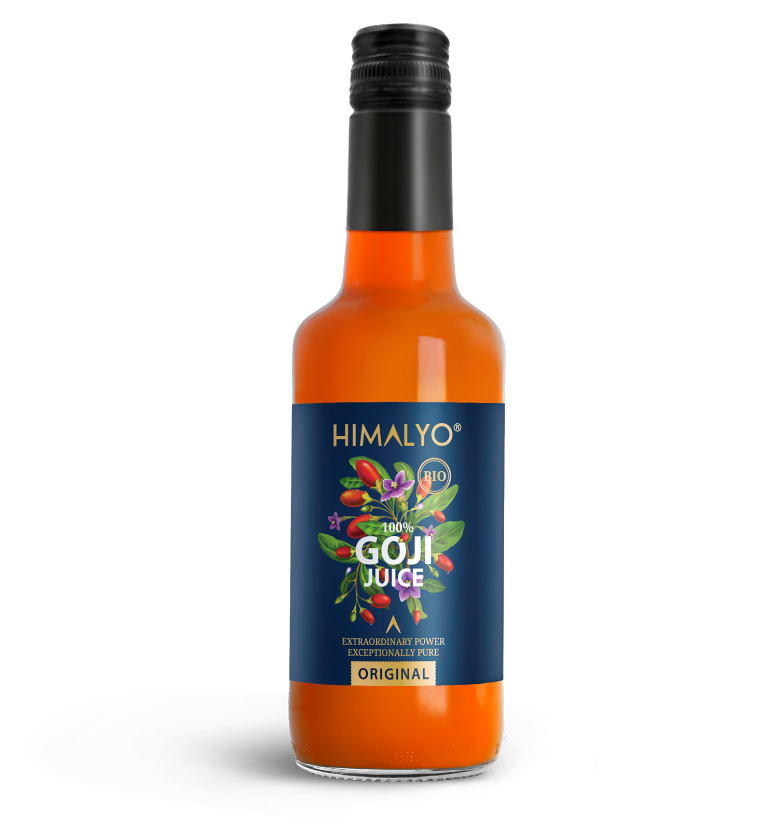 HIMALYO®
BIO
100%
GOJI
JUICE
EXTRAORDINARY POWER
EXCEPTIONALLY PURE
ORIGINAL